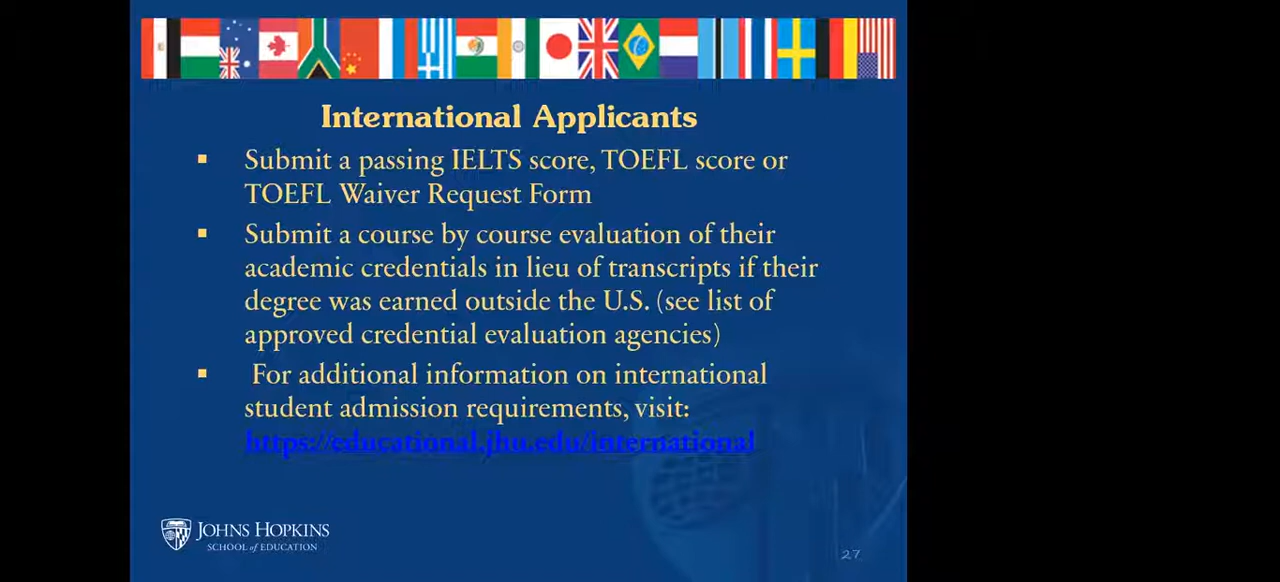 International Applicants
▪ Submit a passing IELTS score, TOEFL score or
TOEFL Waiver Request Form
▪ Submit a course by course evaluation of their
academic credentials in lieu of transcripts if their
degree was earned outside the U.S. (see list of
approved credential evaluation agencies)
▪ For additional information on international
student admission requirements, visit:
https://educational.jhu.edu/international
JOHNS HOPKINS
SCHOOL of EDUCATION
27